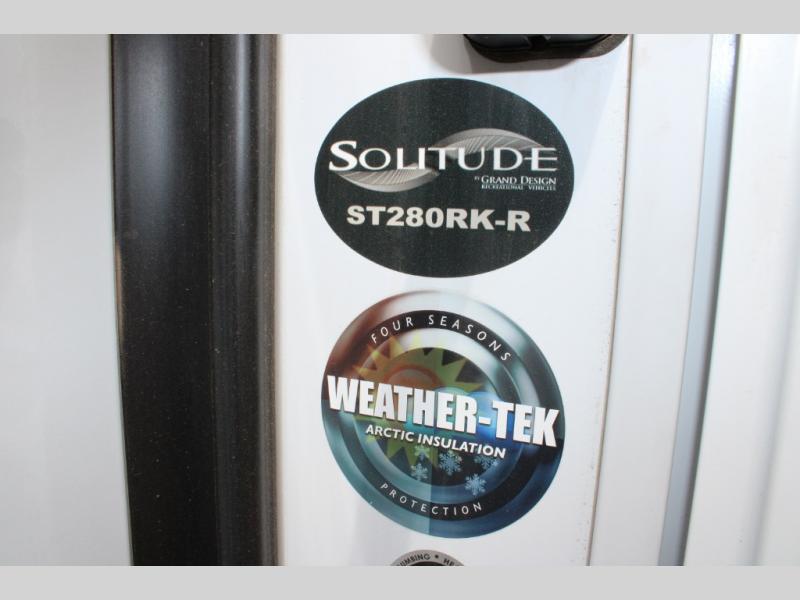 SOLITUDE
BY GRAND DESIGN
RECREATIONAL VEHICLES
ST280RK-R
FOUR SEASONS
WEATHER-TEK
ARCTIC INSULATION
PROTECTION